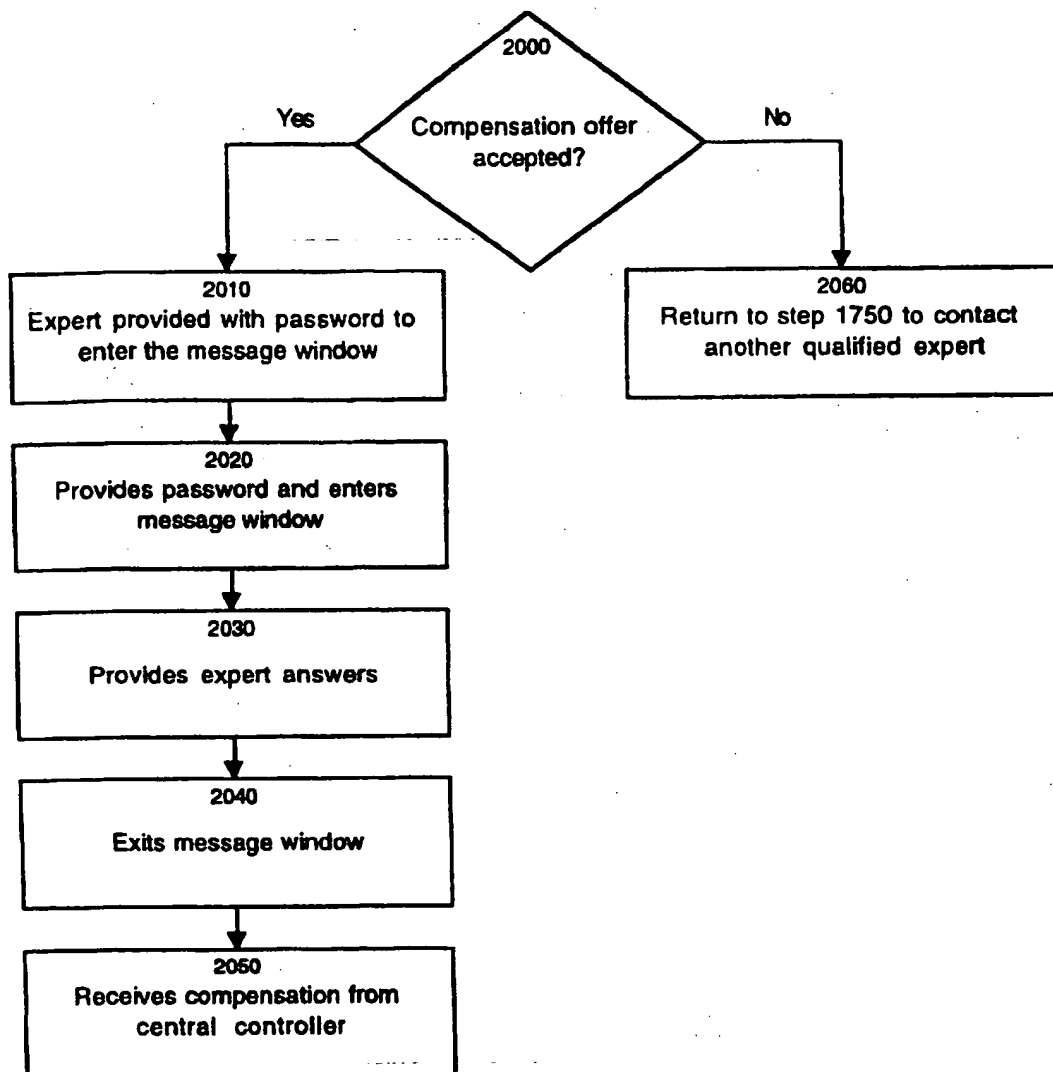 2000
Compensation offer
accepted?
Yes
No
2010
Expert provided with password to
enter the message window
2060
Return to step 1750 to contact
another qualified expert
2020
Provides password and enters
message window
2030
Provides expert answers
2040
Exits message window
2050
Receives compensation from
central controller